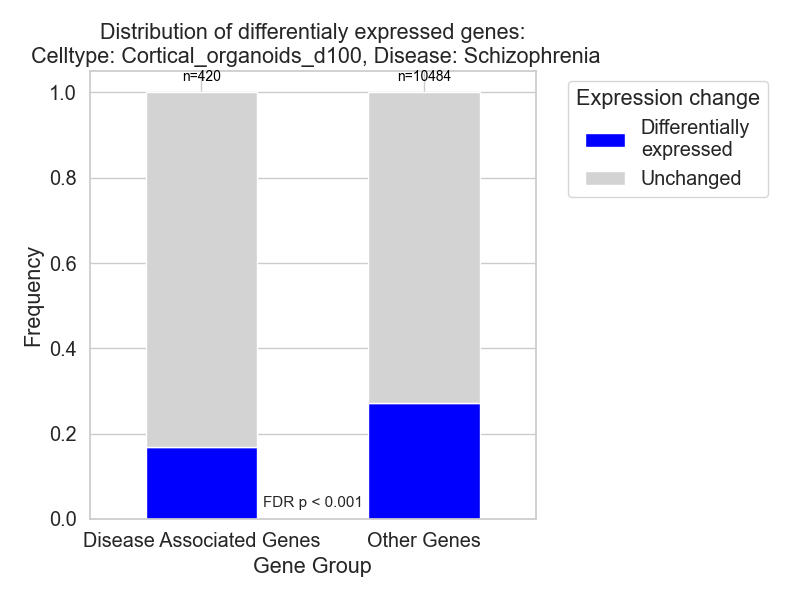 Distribution of differentialy expressed genes:
Celltype: Cortical_organoids_d100, Disease: Schizophrenia
n=420
n=10484
1.0
0.8
0.6
0.4
0.2
0.0
Frequency
FDR p < 0.001
Disease Associated Genes
Other Genes
Gene Group
Expression change
Differentially
expressed
Unchanged